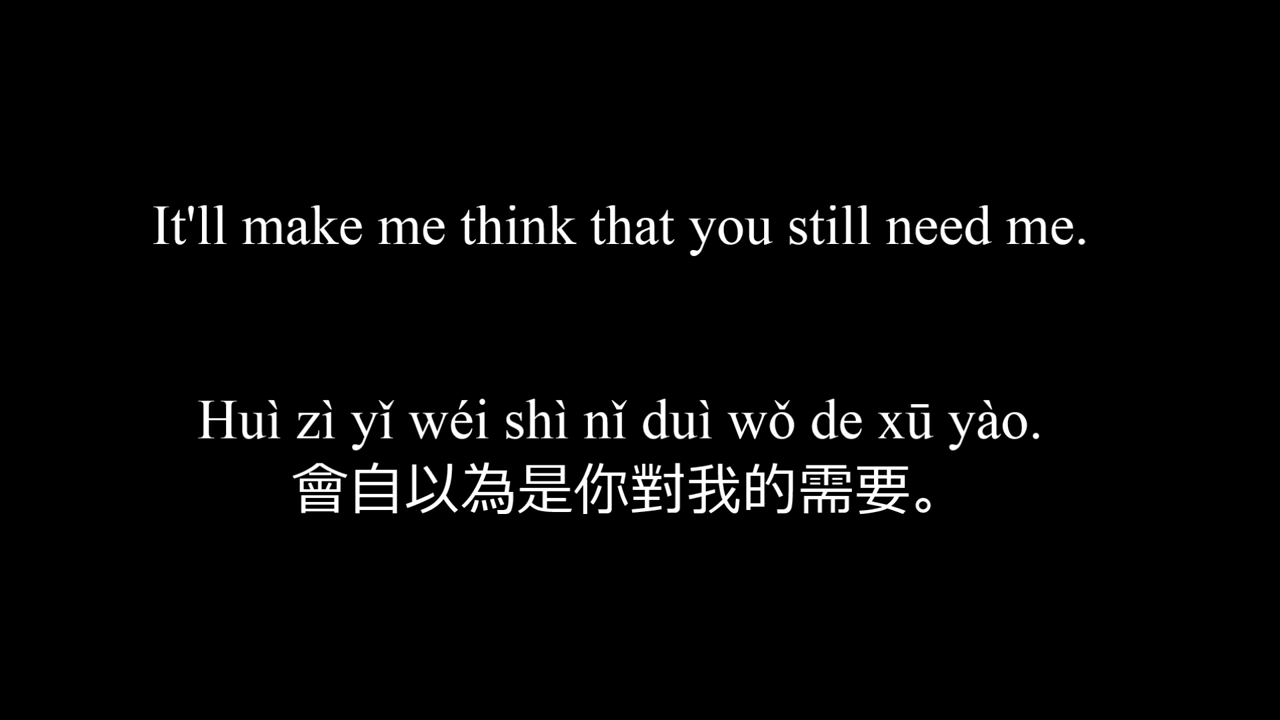 It'll make me think that you still need me.
Huì zì yǐ wéi shì nǐ duì wǒ de xū yào.
會自以為是你對我的需要。